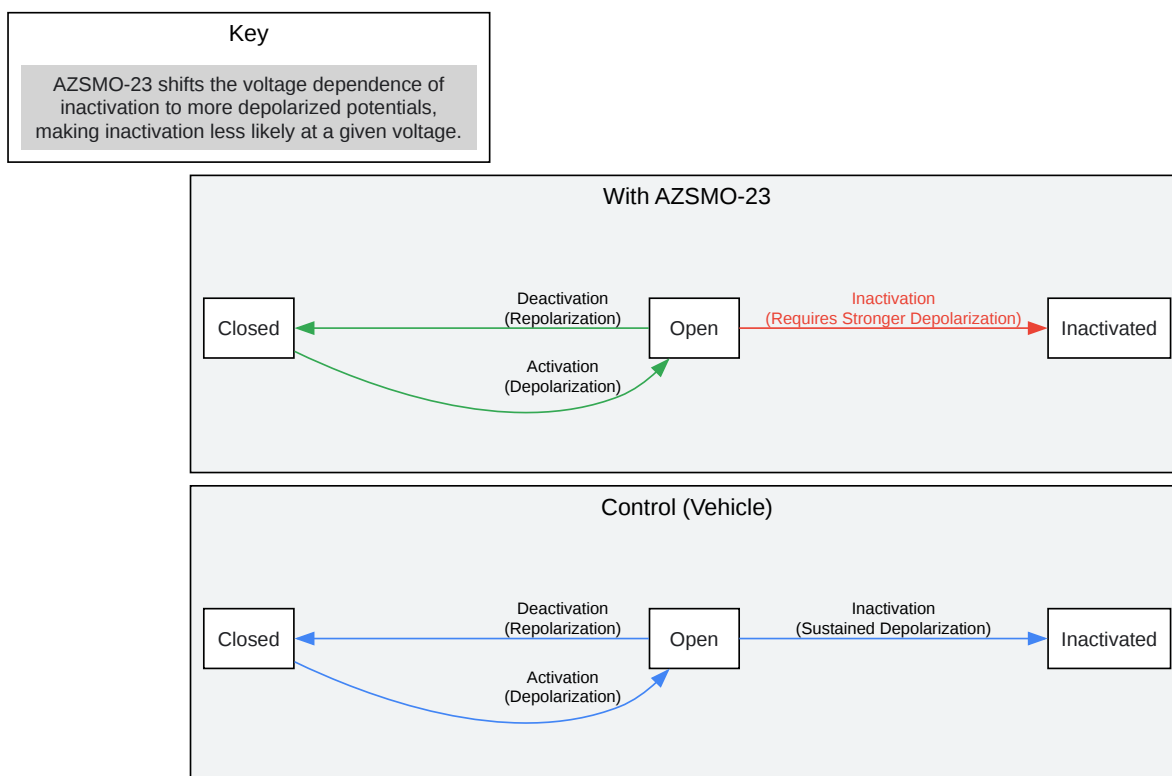 Key
AZSMO-23 shifts the voltage dependence of
inactivation to more depolarized potentials,
making inactivation less likely at a given voltage.
With AZSMO-23
Closed
Deactivation
(Repolarization)
Activation
(Depolarization)
Open
Inactivation
(Requires Stronger Depolarization)
Inactivated
Control (Vehicle)
Closed
Deactivation
(Repolarization)
Activation
(Depolarization)
Open
Inactivation
(Sustained Depolarization)
Inactivated